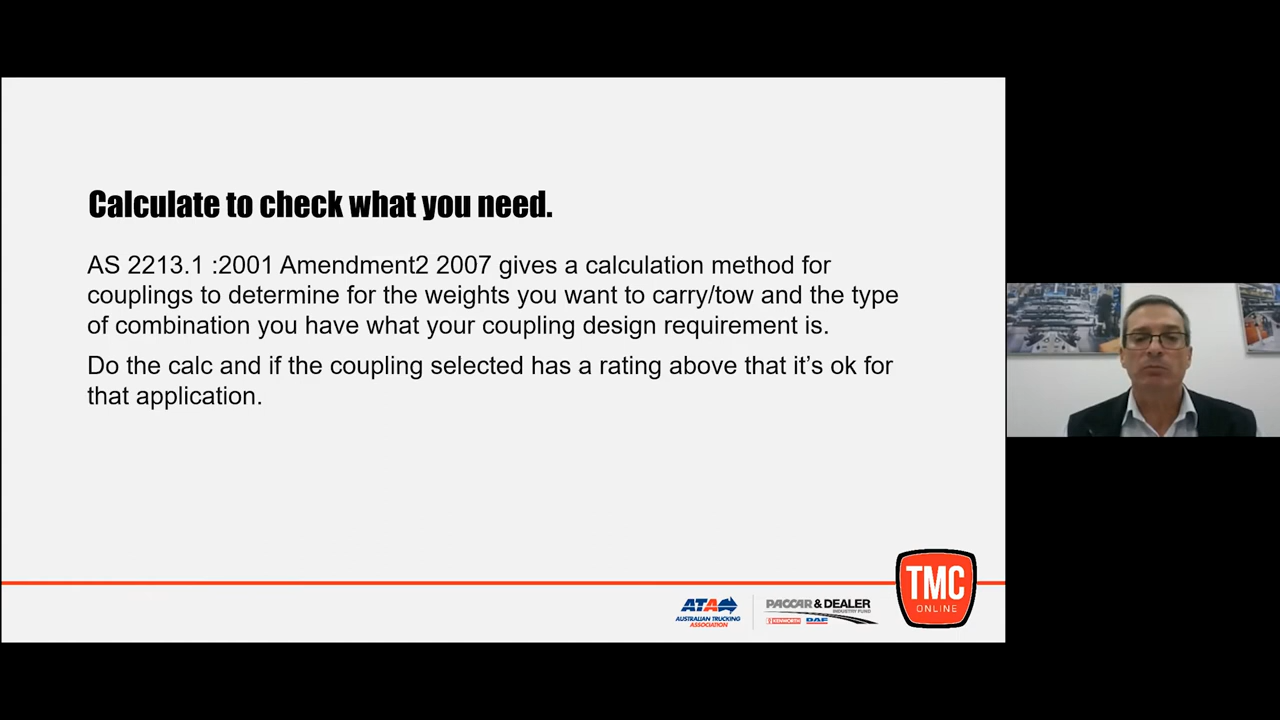 Calculate to check what you need.
AS 2213.1 :2001 Amendment2 2007 gives a calculation method for
couplings to determine for the weights you want to carry/tow and the type
of combination you have what your coupling design requirement is.
Do the calc and if the coupling selected has a rating above that it’s ok for
that application.
ATA
AUSTRALIAN TRUCKING
ASSOCIATION
PACCAR & DEALER
INDUSTRY FUND
KENWORTH DAF
TMC
ONLINE